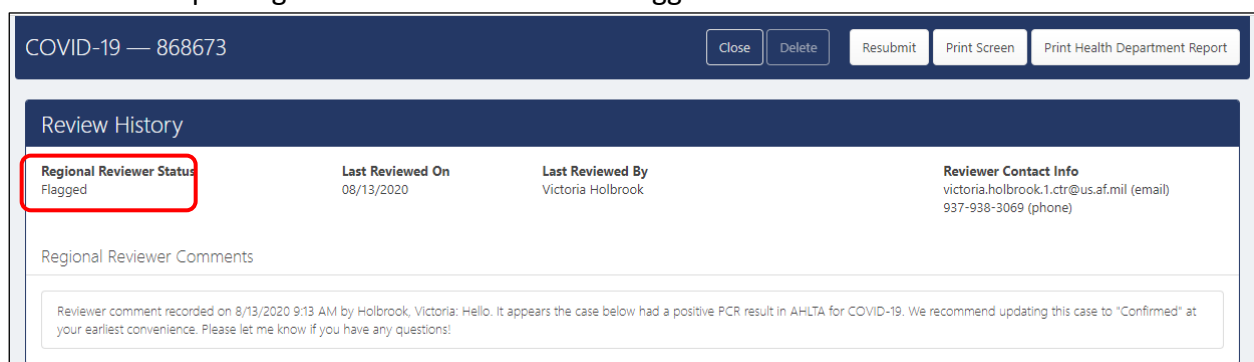 COVID-19 — 868673
Close
Delete
Resubmit
Print Screen
Print Health Department Report
Review History
Regional Reviewer Status
Flagged
Last Reviewed On
08/13/2020
Last Reviewed By
Victoria Holbrook
Reviewer Contact Info
victoria.holbrook.1.ctr@us.af.mil (email)
937-938-3069 (phone)
Regional Reviewer Comments
Reviewer comment recorded on 8/13/2020 9:13 AM by Holbrook, Victoria: Hello. It appears the case below had a positive PCR result in AHLTA for COVID-19. We recommend updating this case to "Confirmed" at
your earliest convenience. Please let me know if you have any questions!